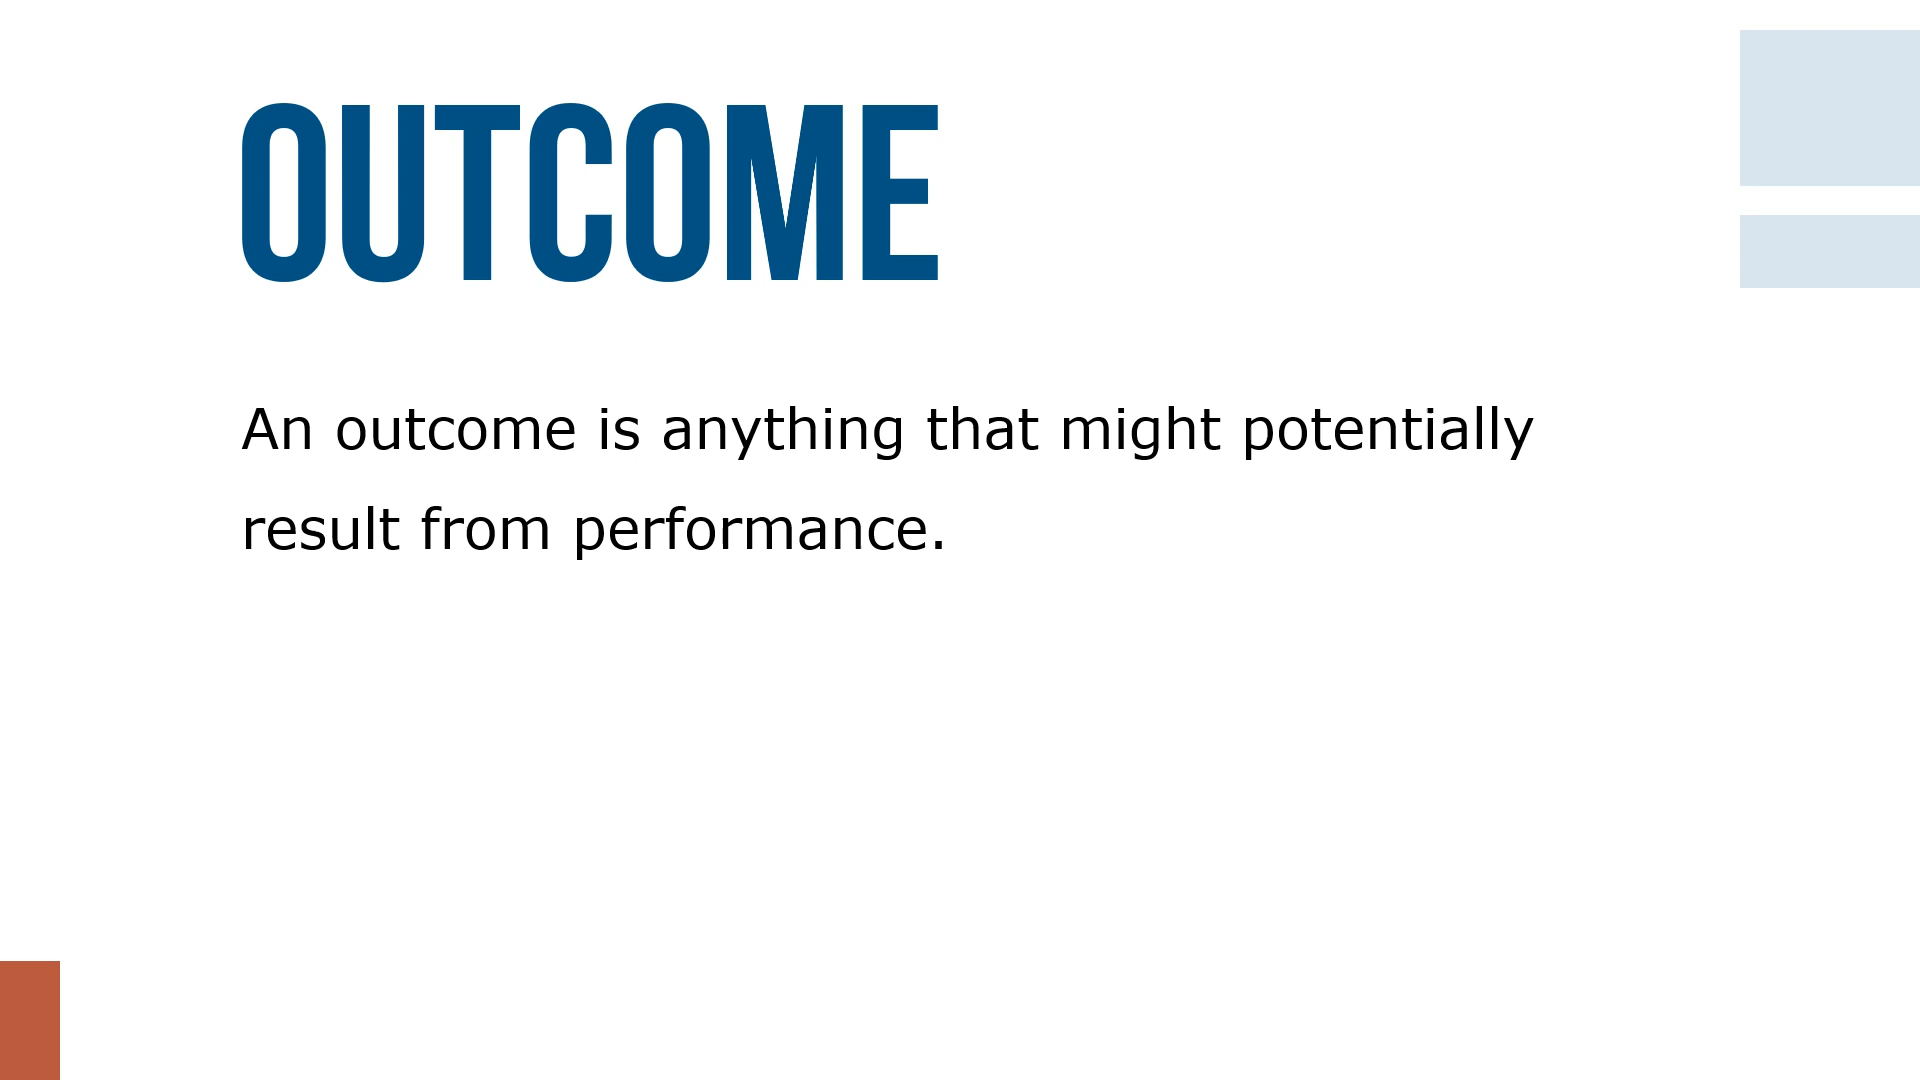 OUTCOME
An outcome is anything that might potentially
result from performance.